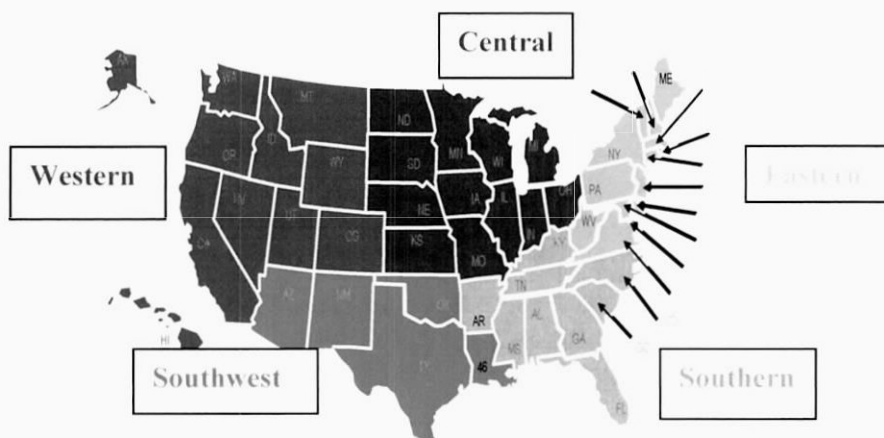 Central
Western
Eastern
Southwest
Southern
AK
WA
MT
ND
MN
WI
MI
ME
NY
OR
ID
WY
SD
IA
PA
NV
UT
CO
NE
KS
IL
IN
OH
WV
KY
CA
MO
AZ
NM
OK
AR
TN
MS
AL
GA
TX
46
HI
FL